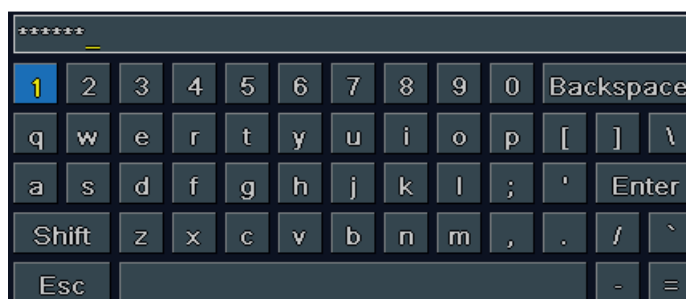 ******_
1 2 3 4 5 6 7 8 9 0 Backspace
q w e r t y u i o p [ ] \
a s d f g h j k l ; ' Enter
Shift z x c v b n m , . / `
Esc - =